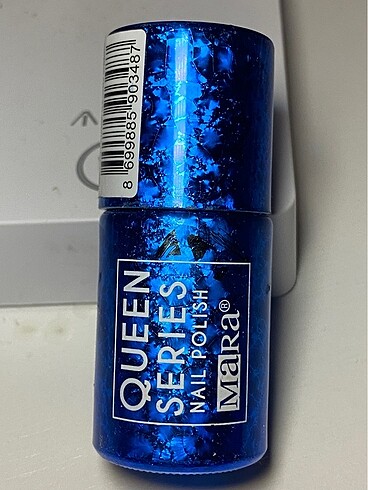 8 699885 903487
QUEEN
SERIES
NAIL POLISH
MaRa®